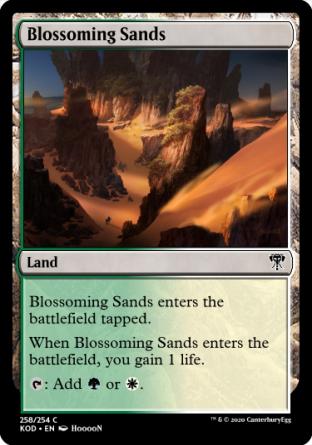 Blossoming Sands
Land
Blossoming Sands enters the
battlefield tapped.
When Blossoming Sands enters the
battlefield, you gain 1 life.
: Add or .
258/254 C
KOD • EN HooooN
™ & © 2020 CanterburyEgg